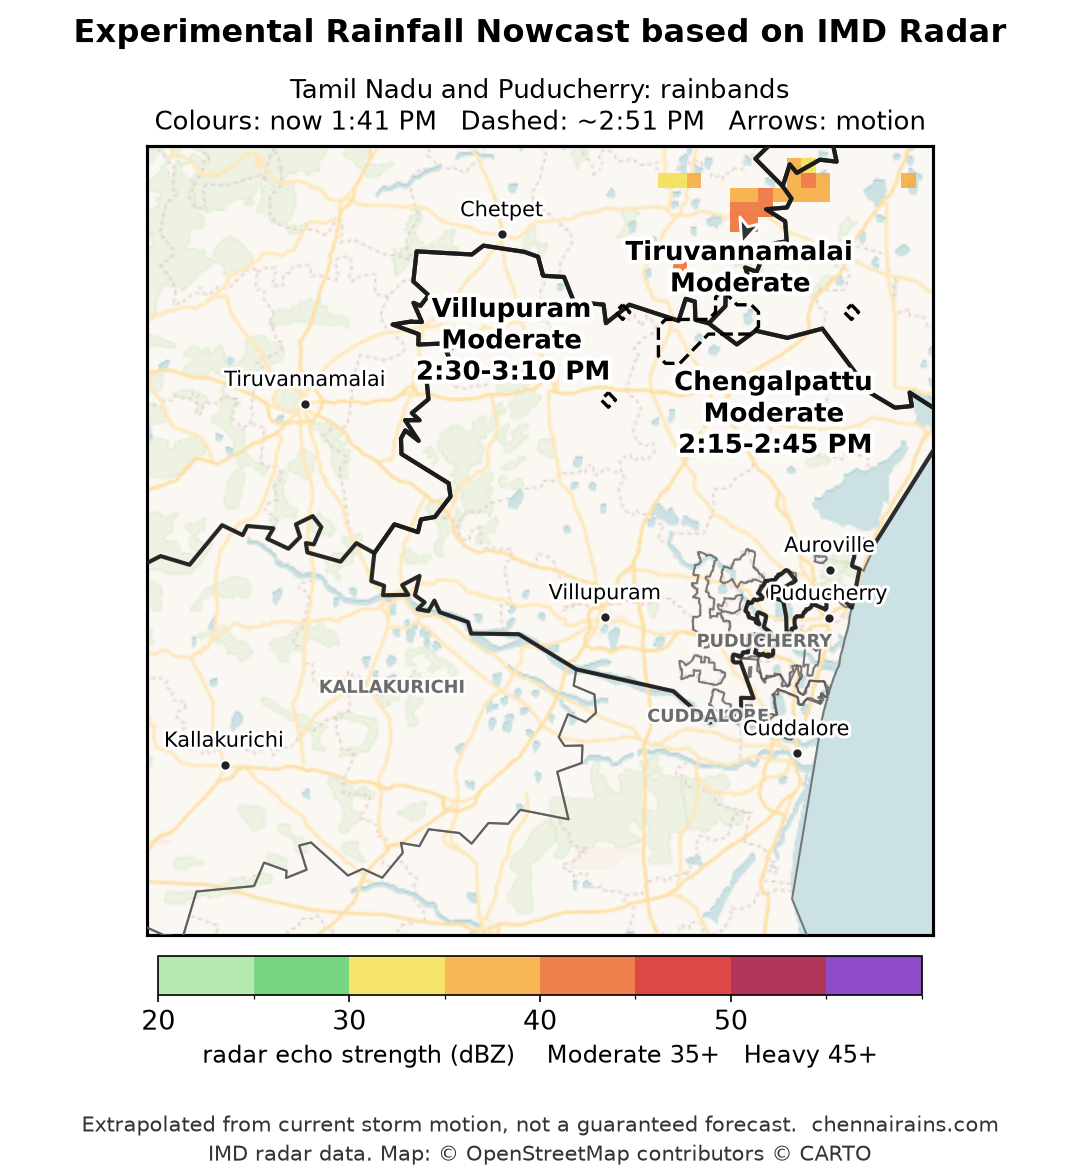 Experimental Rainfall Nowcast based on IMD Radar
Tamil Nadu and Puducherry: rainbands
Colours: now 1:41 PM   Dashed: ~2:51 PM   Arrows: motion
Chetpet
Tiruvannamalai
Moderate
Villupuram
Moderate
2:30-3:10 PM
Tiruvannamalai
Chengalpattu
Moderate
2:15-2:45 PM
Auroville
Villupuram
Puducherry
PUDUCHERRY
KALLAKURICHI
CUDDALORE
Cuddalore
Kallakurichi
20 30 40 50
radar echo strength (dBZ)    Moderate 35+   Heavy 45+
Extrapolated from current storm motion, not a guaranteed forecast.  chennairains.com
IMD radar data. Map: © OpenStreetMap contributors © CARTO